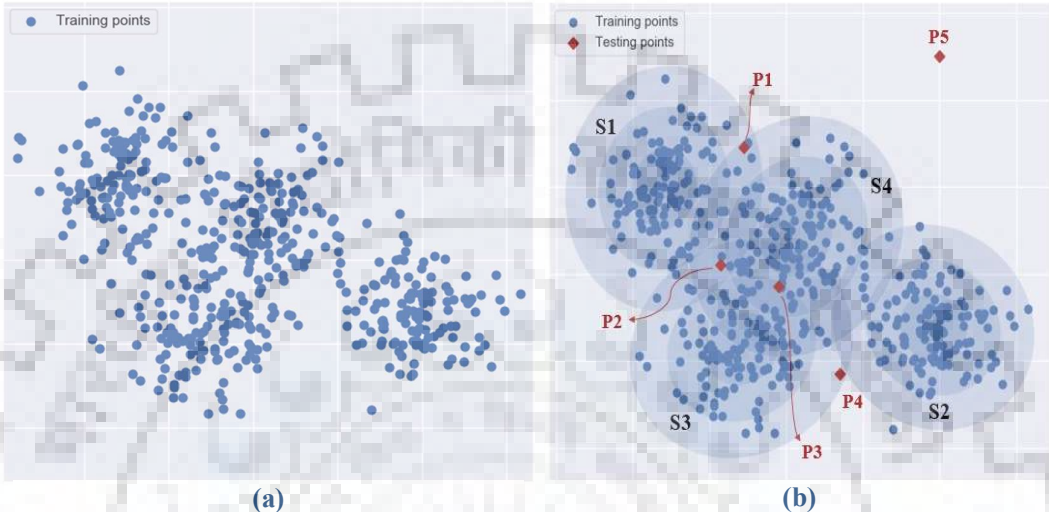 Training points
Training points
Testing points
P5
P1
S1
S4
P2
P4
S2
S3
P3
(a)
(b)